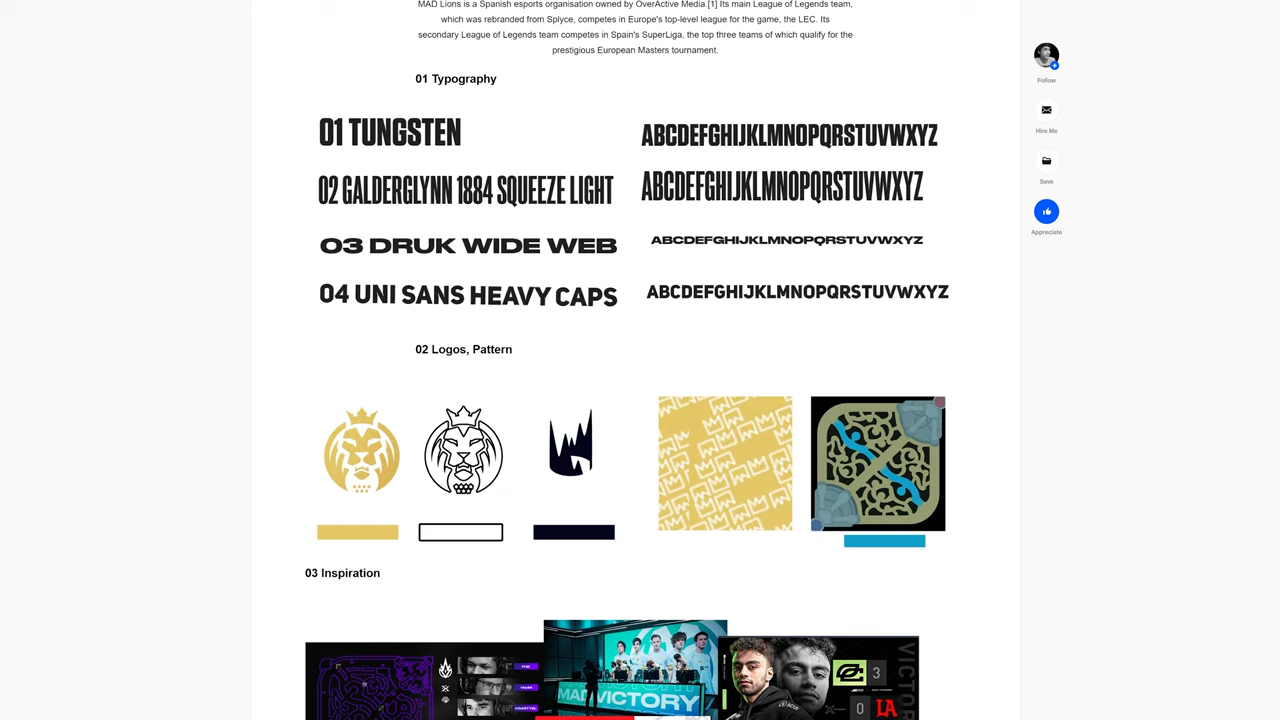 MAD Lions is a Spanish esports organisation owned by OverActive Media.[1] Its main League of Legends team,
which was rebranded from Splyce, competes in Europe's top-level league for the game, the LEC. Its
secondary League of Legends team competes in Spain's SuperLiga, the top three teams of which qualify for the
prestigious European Masters tournament.
Follow
Hire Me
Save
Appreciate
01 Typography
01 TUNGSTEN
ABCDEFGHIJKLMNOPQRSTUVWXYZ
02 GALDERGLYNN 1884 SQUEEZE LIGHT
ABCDEFGHIJKLMNOPQRSTUVWXYZ
03 DRUK WIDE WEB
ABCDEFGHIJKLMNOPQRSTUVWXYZ
04 UNI SANS HEAVY CAPS
ABCDEFGHIJKLMNOPQRSTUVWXYZ
02 Logos, Pattern
03 Inspiration
MADVICTORY
VICTOR
3
0
LA